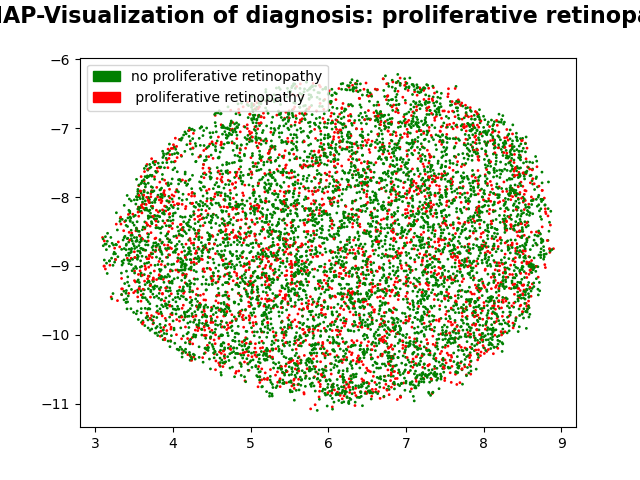 IAP-Visualization of diagnosis: proliferative retinopa
no proliferative retinopathy
proliferative retinopathy
−6
−7
−8
−9
−10
−11
3 4 5 6 7 8 9